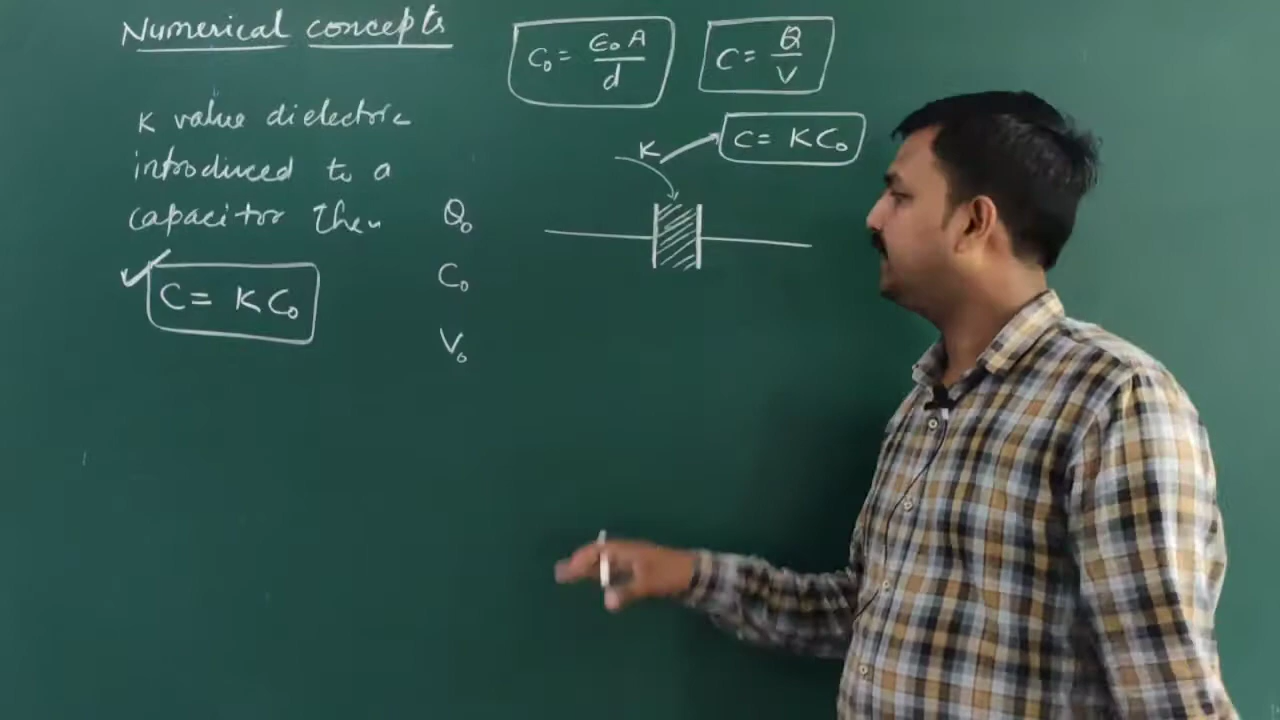 Numerical concepts
K value dielectric
introduced to a
capacitor then
C = KC₀
Q₀
C₀
V₀
C₀ = ε₀A/d
C = Q/V
K
C = KC₀